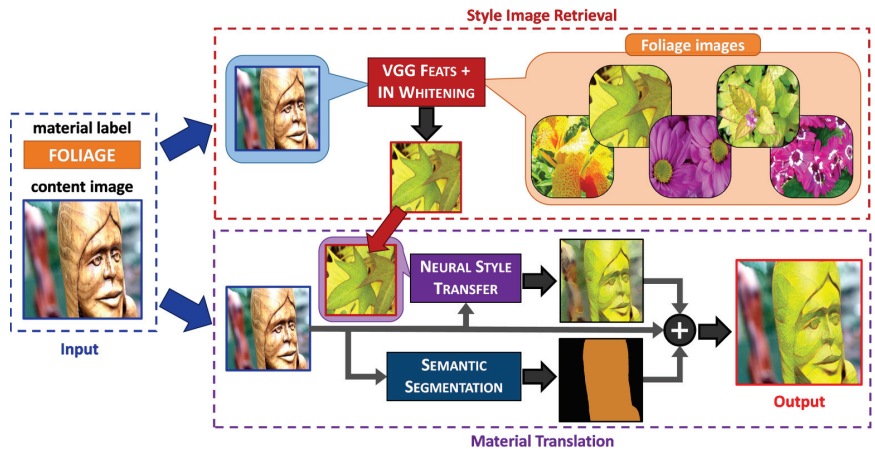 Style Image Retrieval
Foliage images
VGG FEATS +
IN WHITENING
material label
FOLIAGE
content image
Input
NEURAL STYLE
TRANSFER
+
SEMANTIC
SEGMENTATION
Output
Material Translation